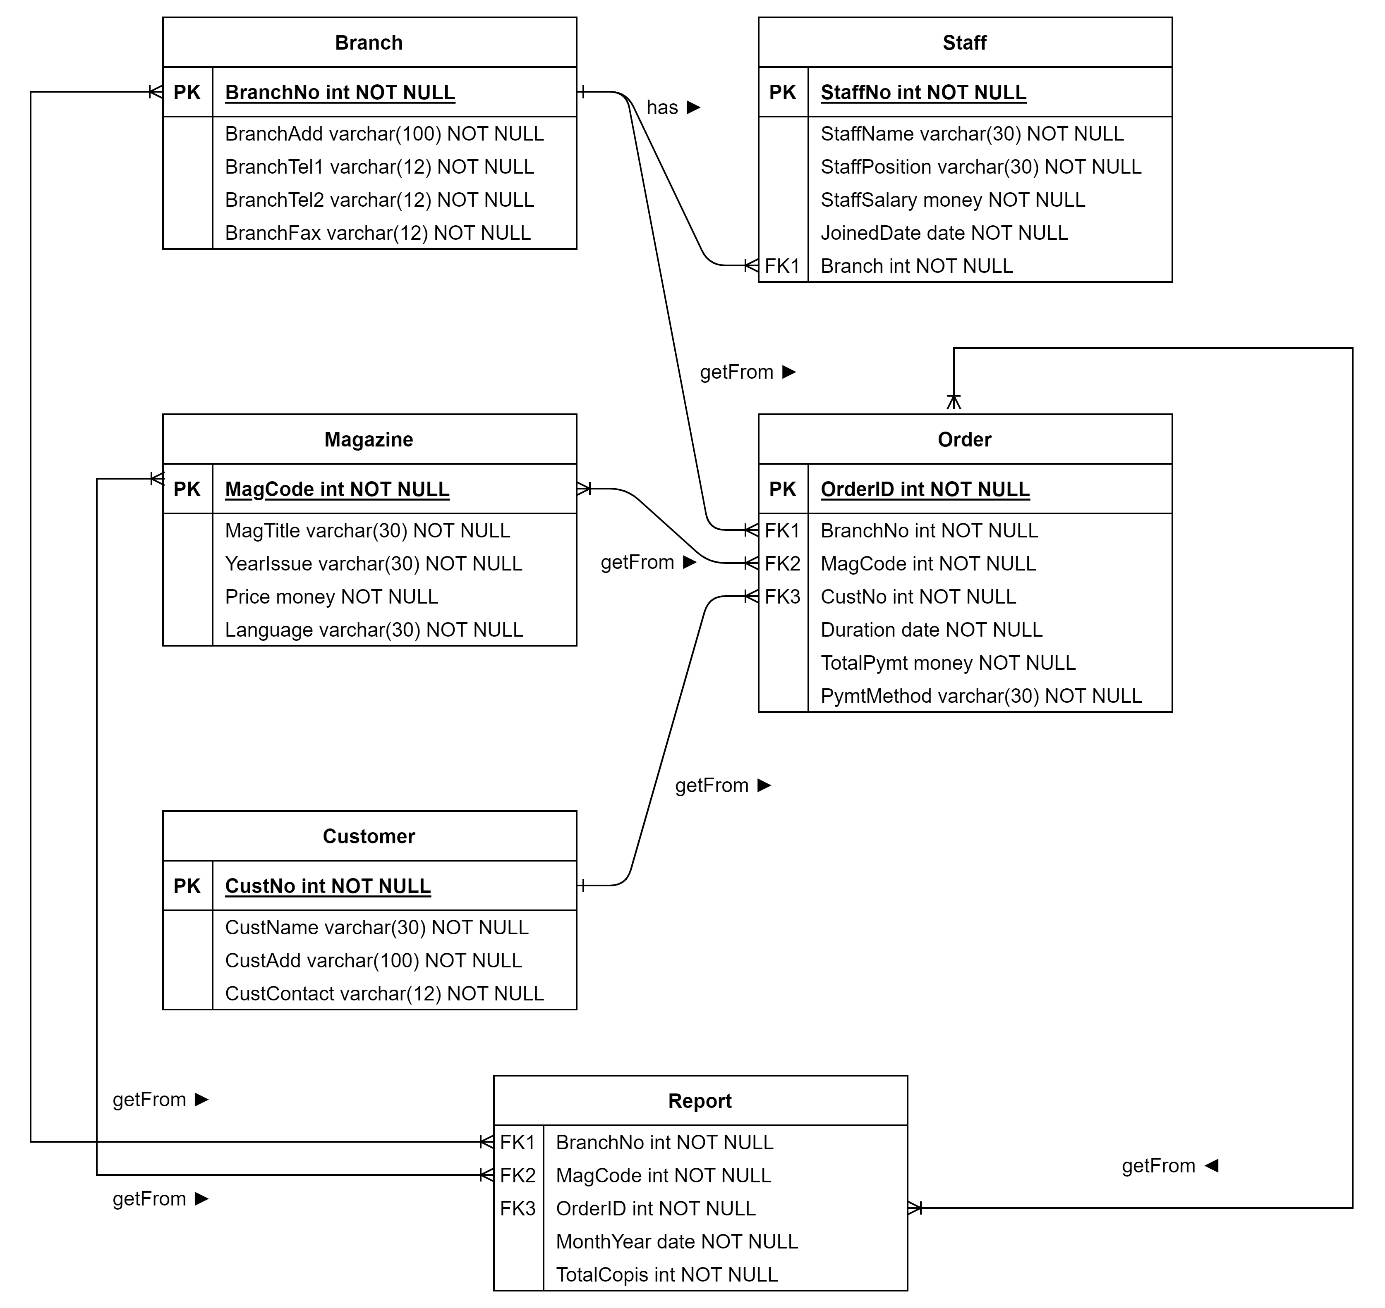 Branch
PK BranchNo int NOT NULL
BranchAdd varchar(100) NOT NULL
BranchTel1 varchar(12) NOT NULL
BranchTel2 varchar(12) NOT NULL
BranchFax varchar(12) NOT NULL
has ►
Staff
PK StaffNo int NOT NULL
StaffName varchar(30) NOT NULL
StaffPosition varchar(30) NOT NULL
StaffSalary money NOT NULL
JoinedDate date NOT NULL
FK1 Branch int NOT NULL
getFrom ►
Magazine
PK MagCode int NOT NULL
MagTitle varchar(30) NOT NULL
YearIssue varchar(30) NOT NULL
Price money NOT NULL
Language varchar(30) NOT NULL
getFrom ►
Order
PK OrderID int NOT NULL
FK1 BranchNo int NOT NULL
FK2 MagCode int NOT NULL
FK3 CustNo int NOT NULL
Duration date NOT NULL
TotalPymt money NOT NULL
PymtMethod varchar(30) NOT NULL
getFrom ►
Customer
PK CustNo int NOT NULL
CustName varchar(30) NOT NULL
CustAdd varchar(100) NOT NULL
CustContact varchar(12) NOT NULL
getFrom ►
getFrom ►
Report
FK1 BranchNo int NOT NULL
FK2 MagCode int NOT NULL
FK3 OrderID int NOT NULL
MonthYear date NOT NULL
TotalCopis int NOT NULL
getFrom ◄